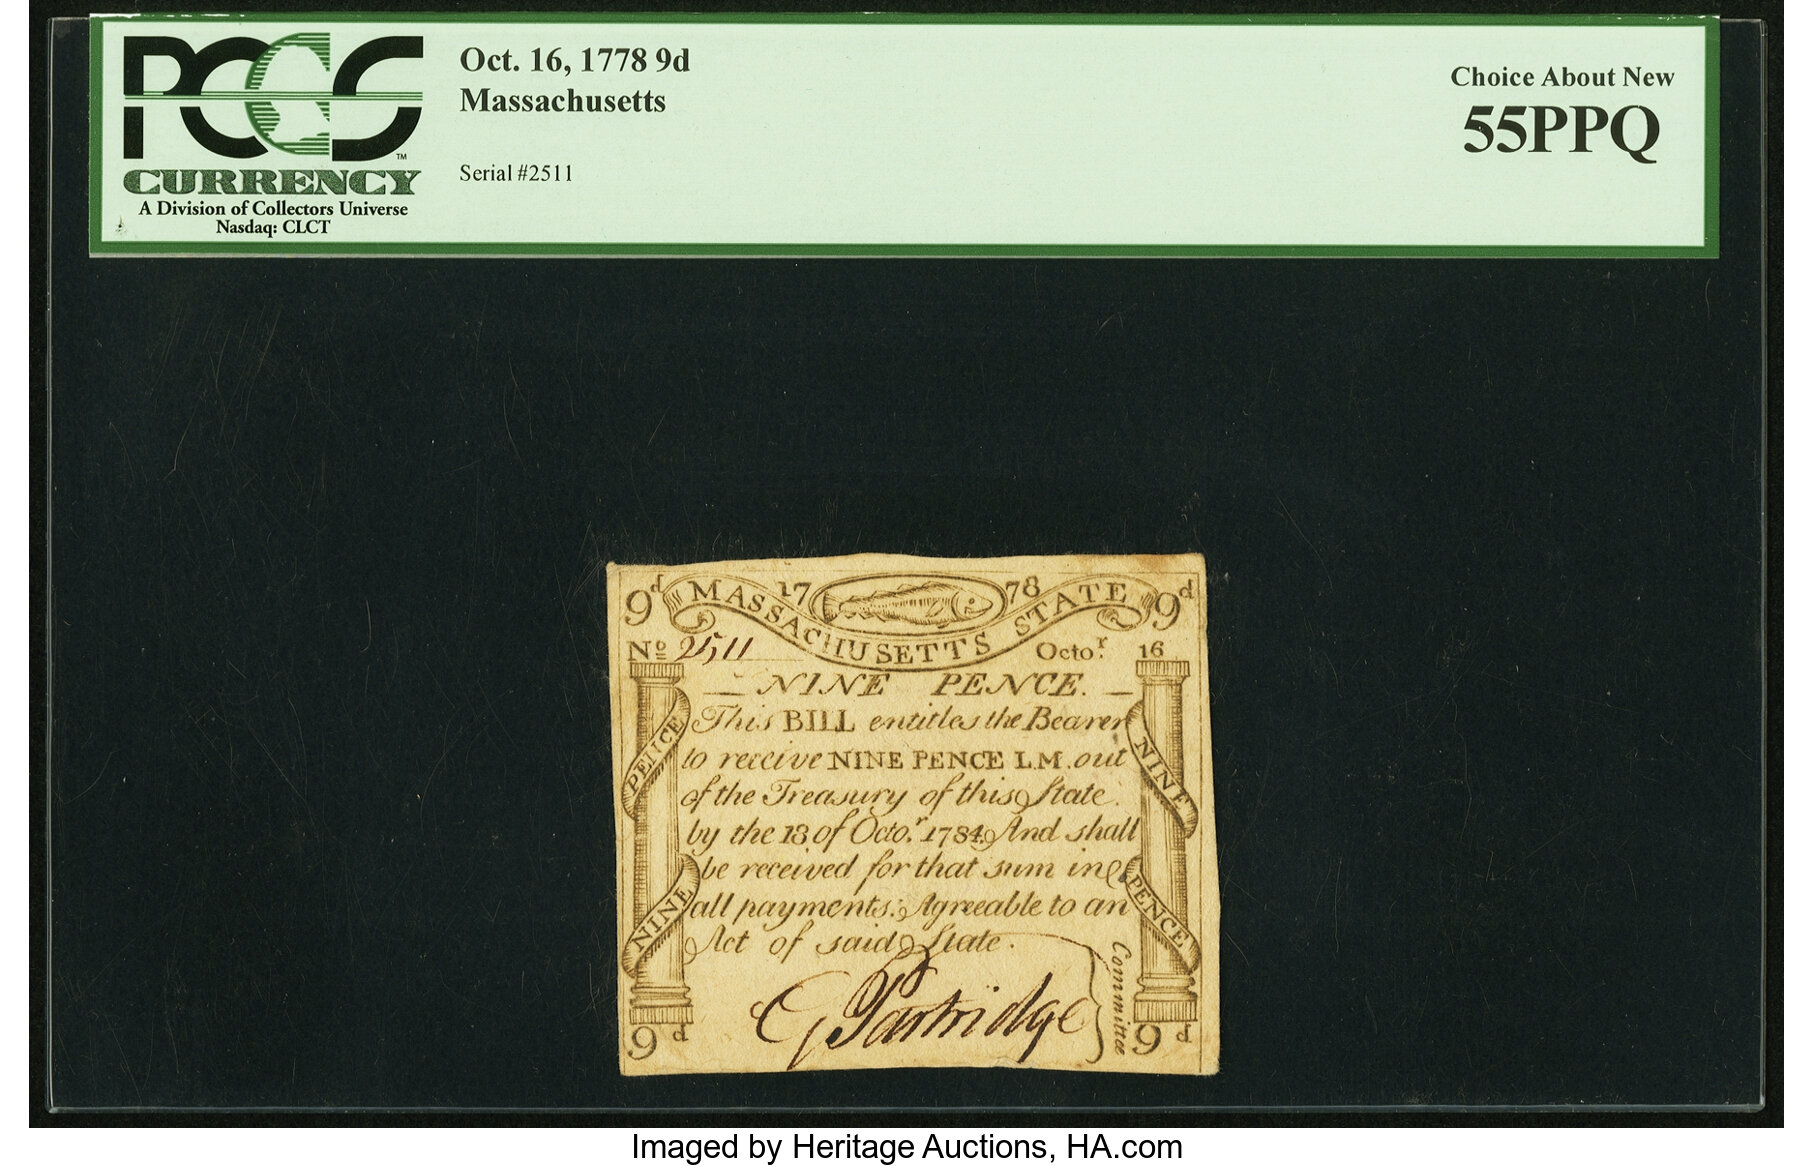 PCGS
TM
CURRENCY
A Division of Collectors Universe
Nasdaq: CLCT
Oct. 16, 1778 9d
Massachusetts
Serial #2511
Choice About New
55PPQ
9d 1778 9d
MASSACHUSETTS STATE
No 2511 Octor. 16
NINE PENCE.
This BILL entitles the Bearer
to receive NINE PENCE L.M. out
of the Treasury of this State
by the 13 of Octo.r 1784, And shall
be received for that sum in
all payments: Agreeable to an
Act of said State.
PENCE
NINE
NINE
PENCE
G Partridge
Committee
9d 9d
Imaged by Heritage Auctions, HA.com